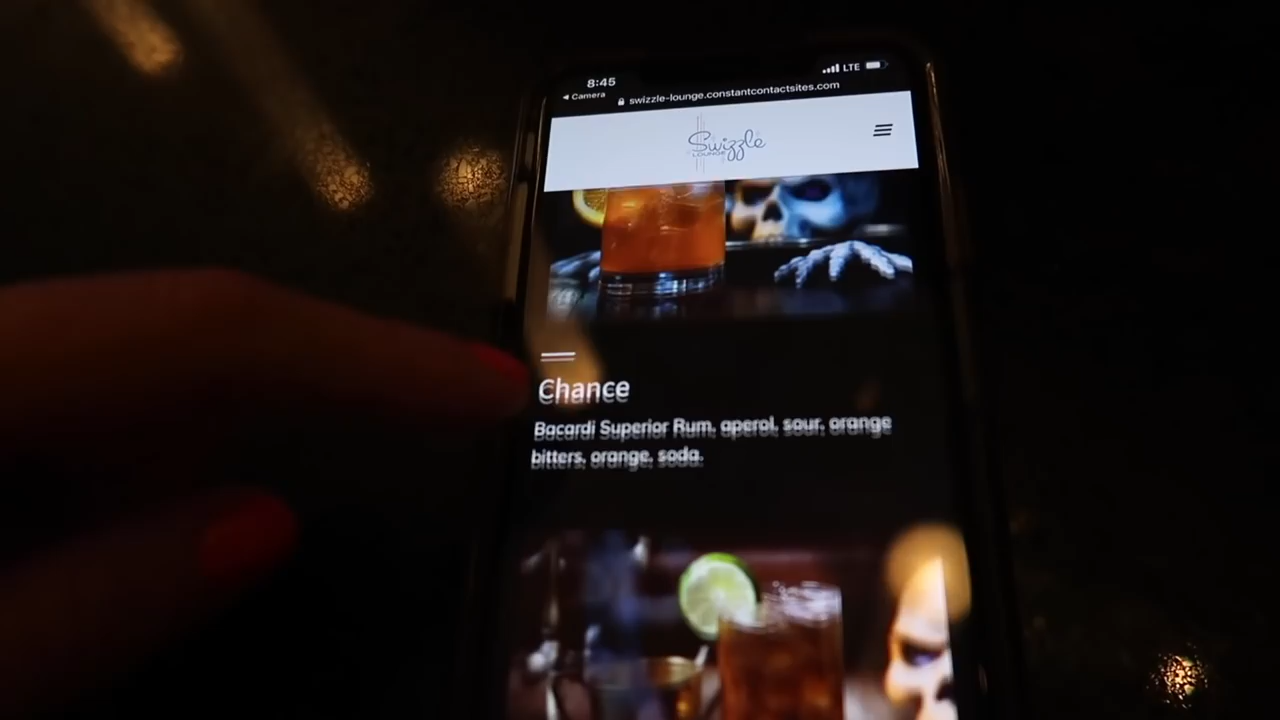 8:45
LTE
◄ Camera
swizzle-lounge.constantcontactsites.com
Swizzle
LOUNGE
Chance
Bacardi Superior Rum, aperol, sour, orange
bitters, orange, soda.